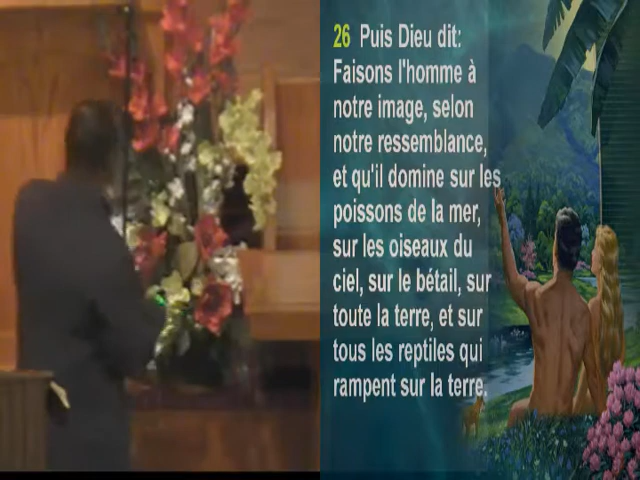 26 Puis Dieu dit:
Faisons l'homme à
notre image, selon
notre ressemblance,
et qu'il domine sur les
poissons de la mer,
sur les oiseaux du
ciel, sur le bétail, sur
toute la terre, et sur
tous les reptiles qui
rampent sur la terre.